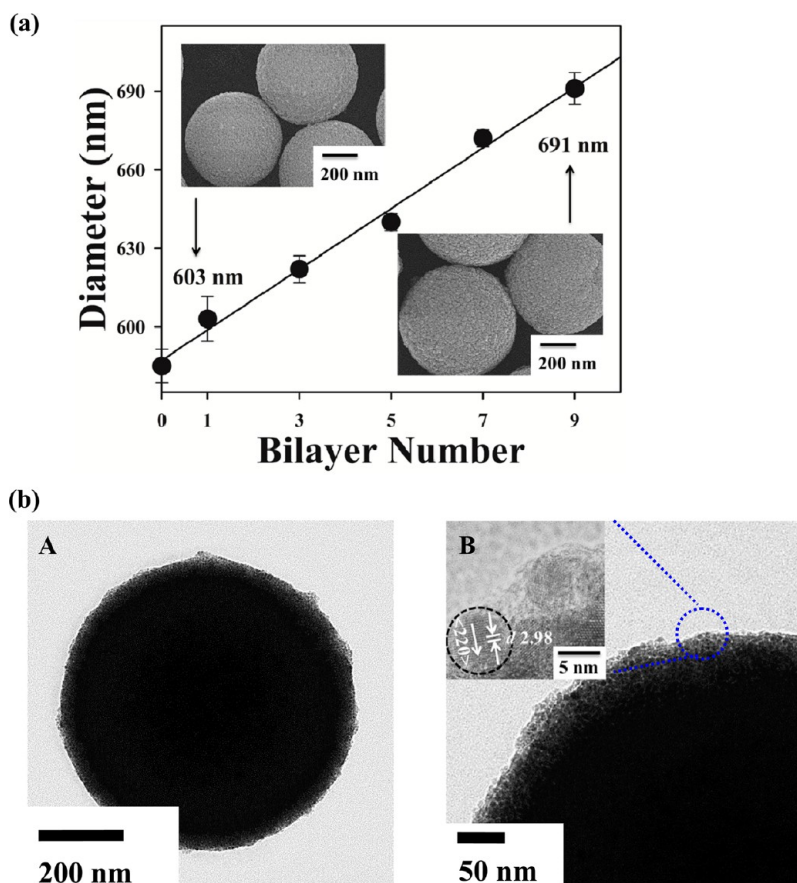 (a)
Diameter (nm)
690
660
630
600
200 nm
603 nm
691 nm
200 nm
0 1 3 5 7 9
Bilayer Number
(b)
A
200 nm
B
<220>
d 2.98
5 nm
50 nm